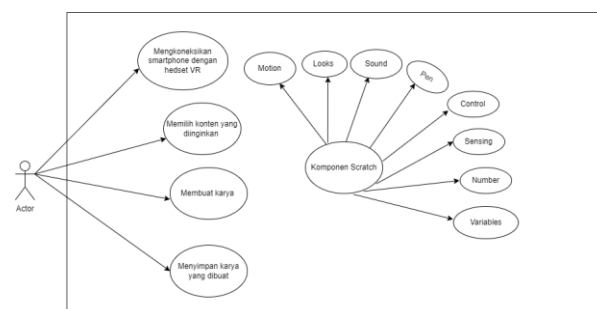 Mengkoneksikan
smartphone dengan
hedset VR
Memilih konten yang
diinginkan
Membuat karya
Menyimpan karya
yang dibuat
Actor
Motion
Looks
Sound
Pen
Control
Sensing
Number
Variables
Komponen Scratch